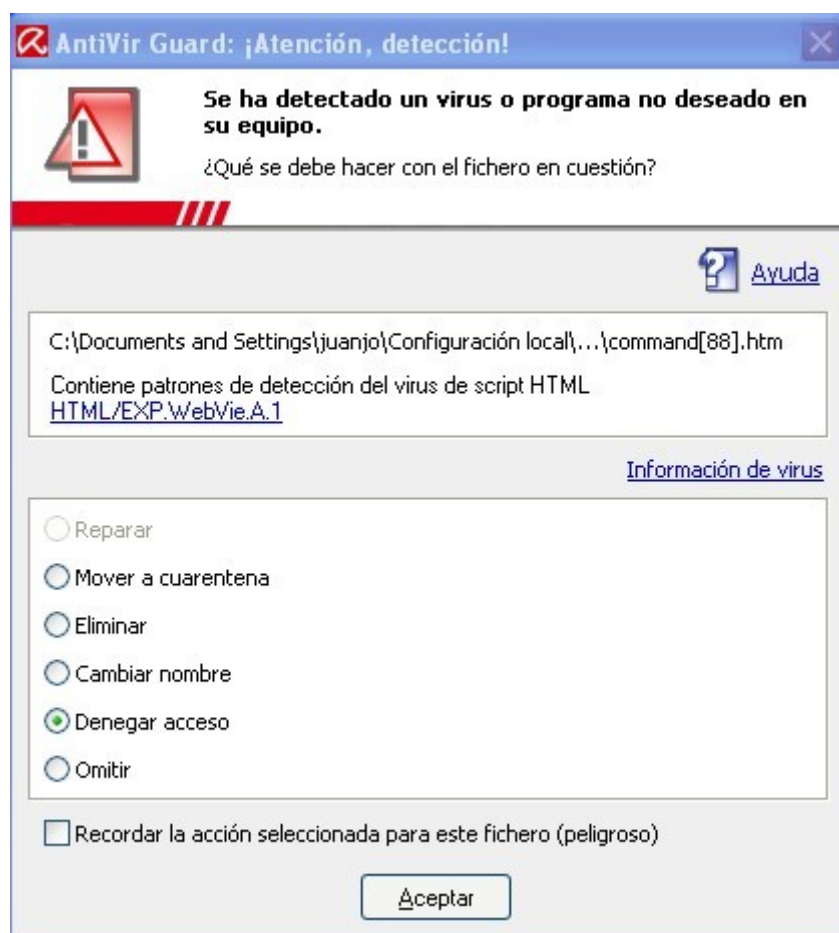 AntiVir Guard: ¡Atención, detección!
Se ha detectado un virus o programa no deseado en
su equipo.
¿Qué se debe hacer con el fichero en cuestión?
Ayuda
C:\Documents and Settings\juanjo\Configuración local\...\command[88].htm
Contiene patrones de detección del virus de script HTML
HTML/EXP.WebVie.A.1
Información de virus
Reparar
Mover a cuarentena
Eliminar
Cambiar nombre
Denegar acceso
Omitir
Recordar la acción seleccionada para este fichero (peligroso)
Aceptar